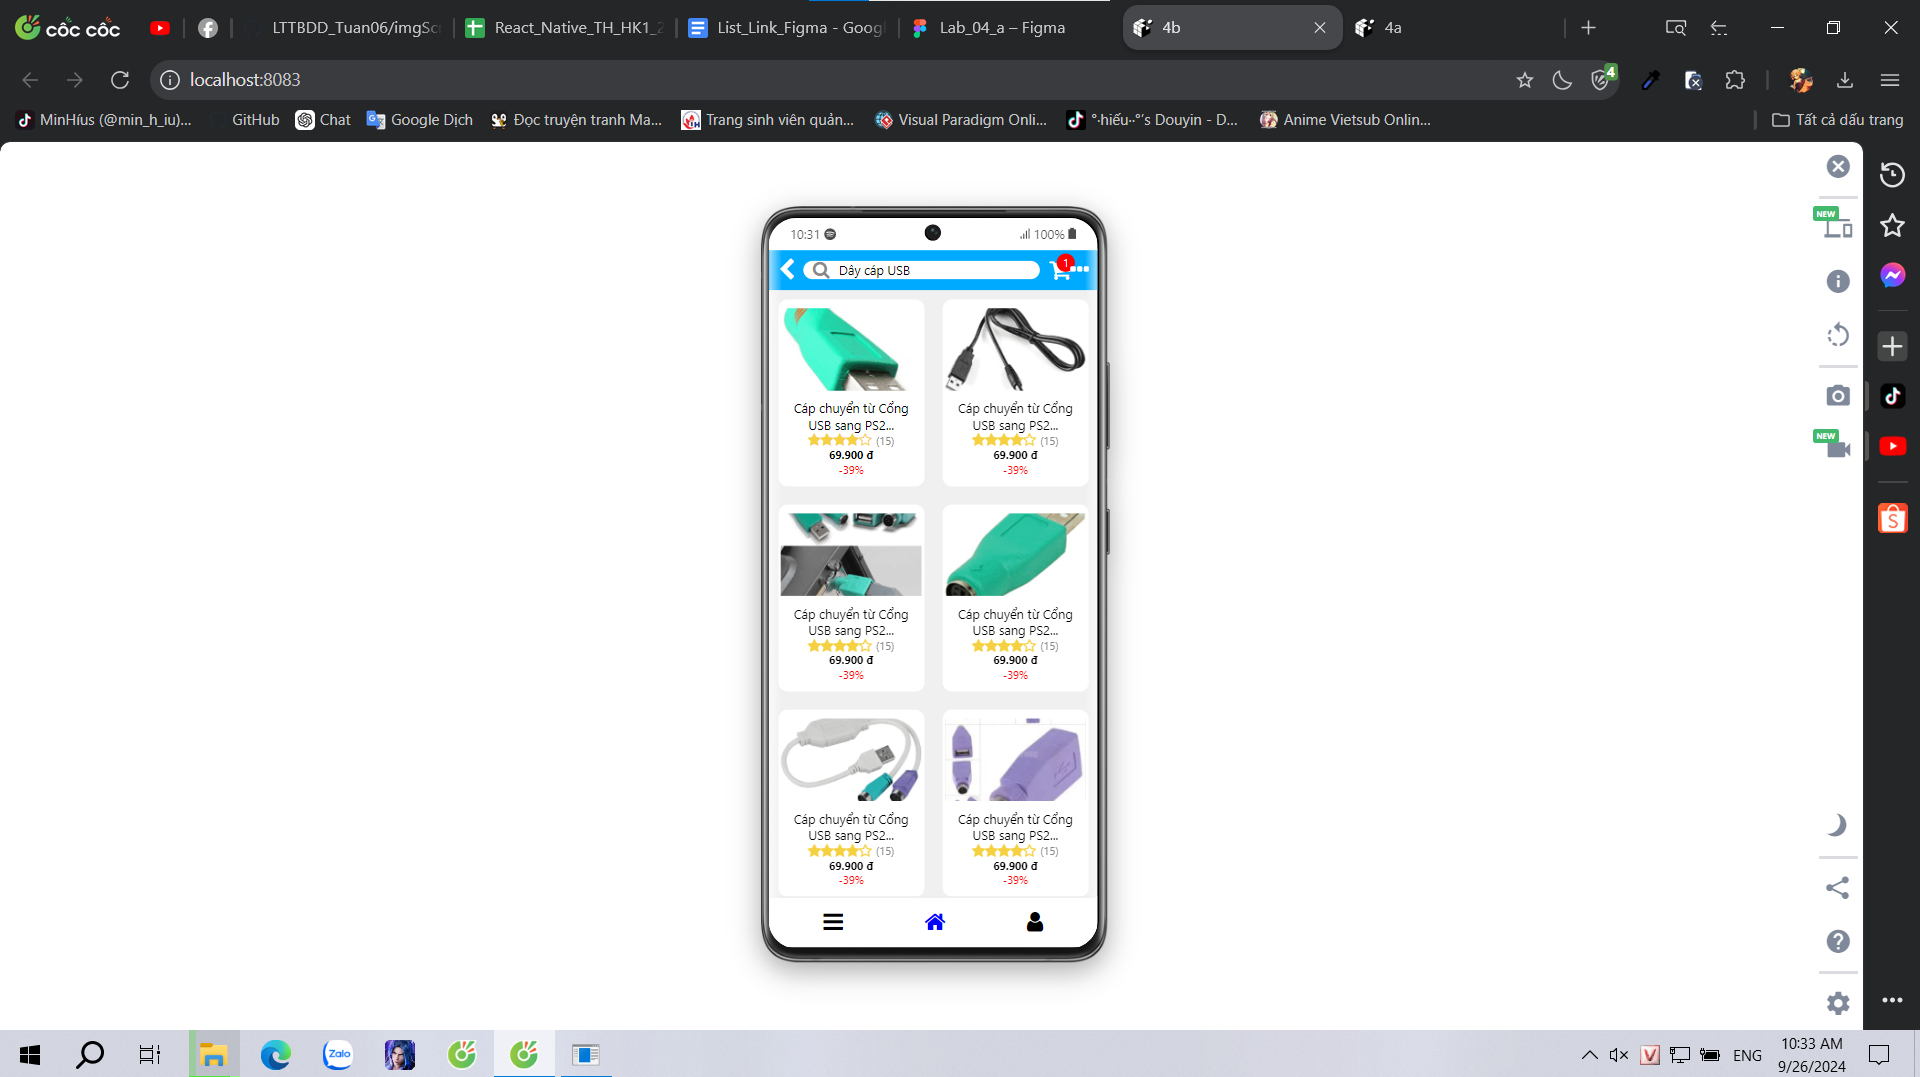 cốc cốc
LTTBDD_Tuan06/imgScr
React_Native_TH_HK1_2
List_Link_Figma - Googl
Lab_04_a – Figma
4b
4a
localhost:8083
4
MinHíus (@min_h_iu)...
GitHub
Chat
Google Dịch
Đọc truyện tranh Ma...
Trang sinh viên quản...
Visual Paradigm Onli...
°·hiếu··°'s Douyin - D...
Anime Vietsub Onlin...
Tất cả dấu trang
NEW
NEW
10:31
100%
Dây cáp USB
1
Cáp chuyển từ Cổng
USB sang PS2...
(15)
69.900 đ
-39%
Cáp chuyển từ Cổng
USB sang PS2...
(15)
69.900 đ
-39%
Cáp chuyển từ Cổng
USB sang PS2...
(15)
69.900 đ
-39%
Cáp chuyển từ Cổng
USB sang PS2...
(15)
69.900 đ
-39%
Cáp chuyển từ Cổng
USB sang PS2...
(15)
69.900 đ
-39%
Cáp chuyển từ Cổng
USB sang PS2...
(15)
69.900 đ
-39%
Zalo
V
ENG
10:33 AM
9/26/2024